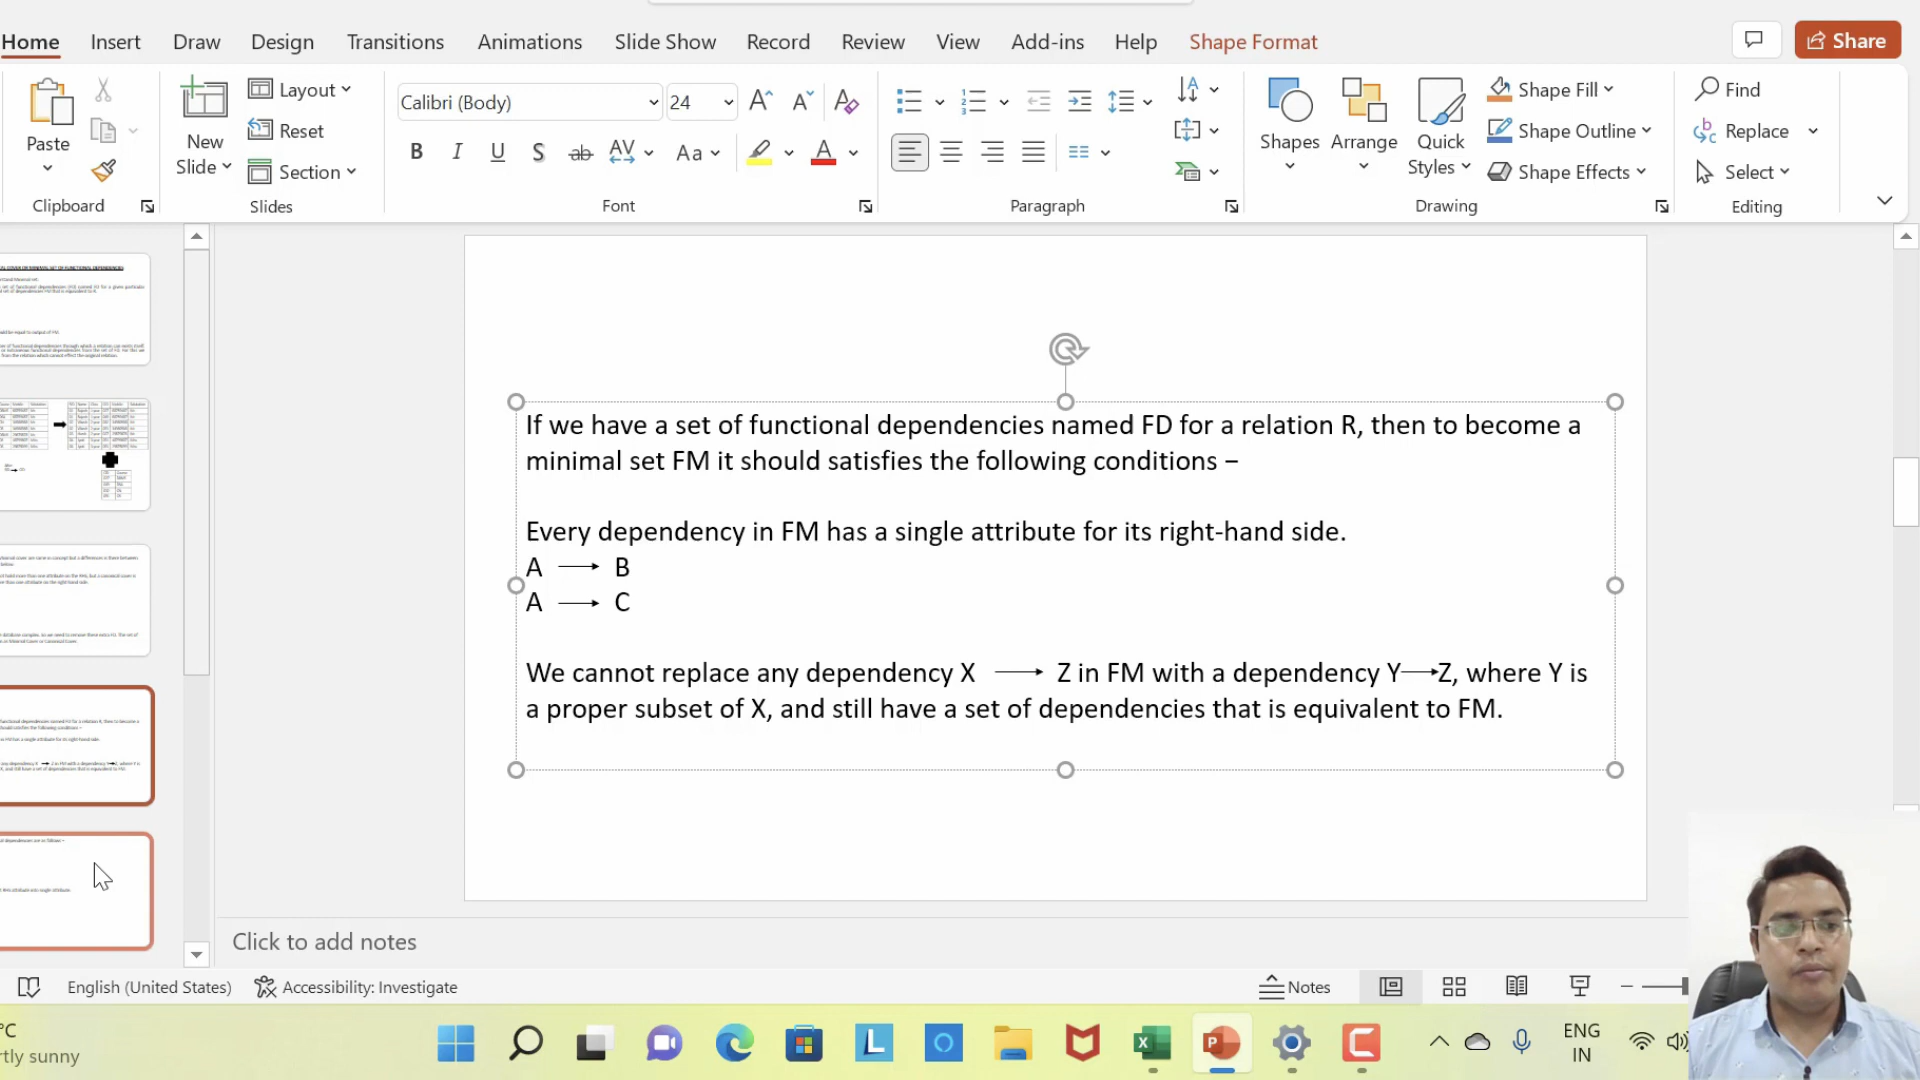 Home Insert Draw Design Transitions Animations Slide Show Record Review View Add-ins Help Shape Format Share
Paste
New Slide
Layout
Reset
Section
Calibri (Body) 24
B I U S ab AV Aa A
Shapes
Arrange
Quick Styles
Shape Fill
Shape Outline
Shape Effects
Find
Replace
Select
Clipboard Slides Font Paragraph Drawing Editing
If we have a set of functional dependencies named FD for a relation R, then to become a
minimal set FM it should satisfies the following conditions –
Every dependency in FM has a single attribute for its right-hand side.
A ⟶ B
A ⟶ C
We cannot replace any dependency X ⟶ Z in FM with a dependency Y⟶Z, where Y is
a proper subset of X, and still have a set of dependencies that is equivalent to FM.
Click to add notes
English (United States) Accessibility: Investigate Notes
°C
rtly sunny
ENG
IN